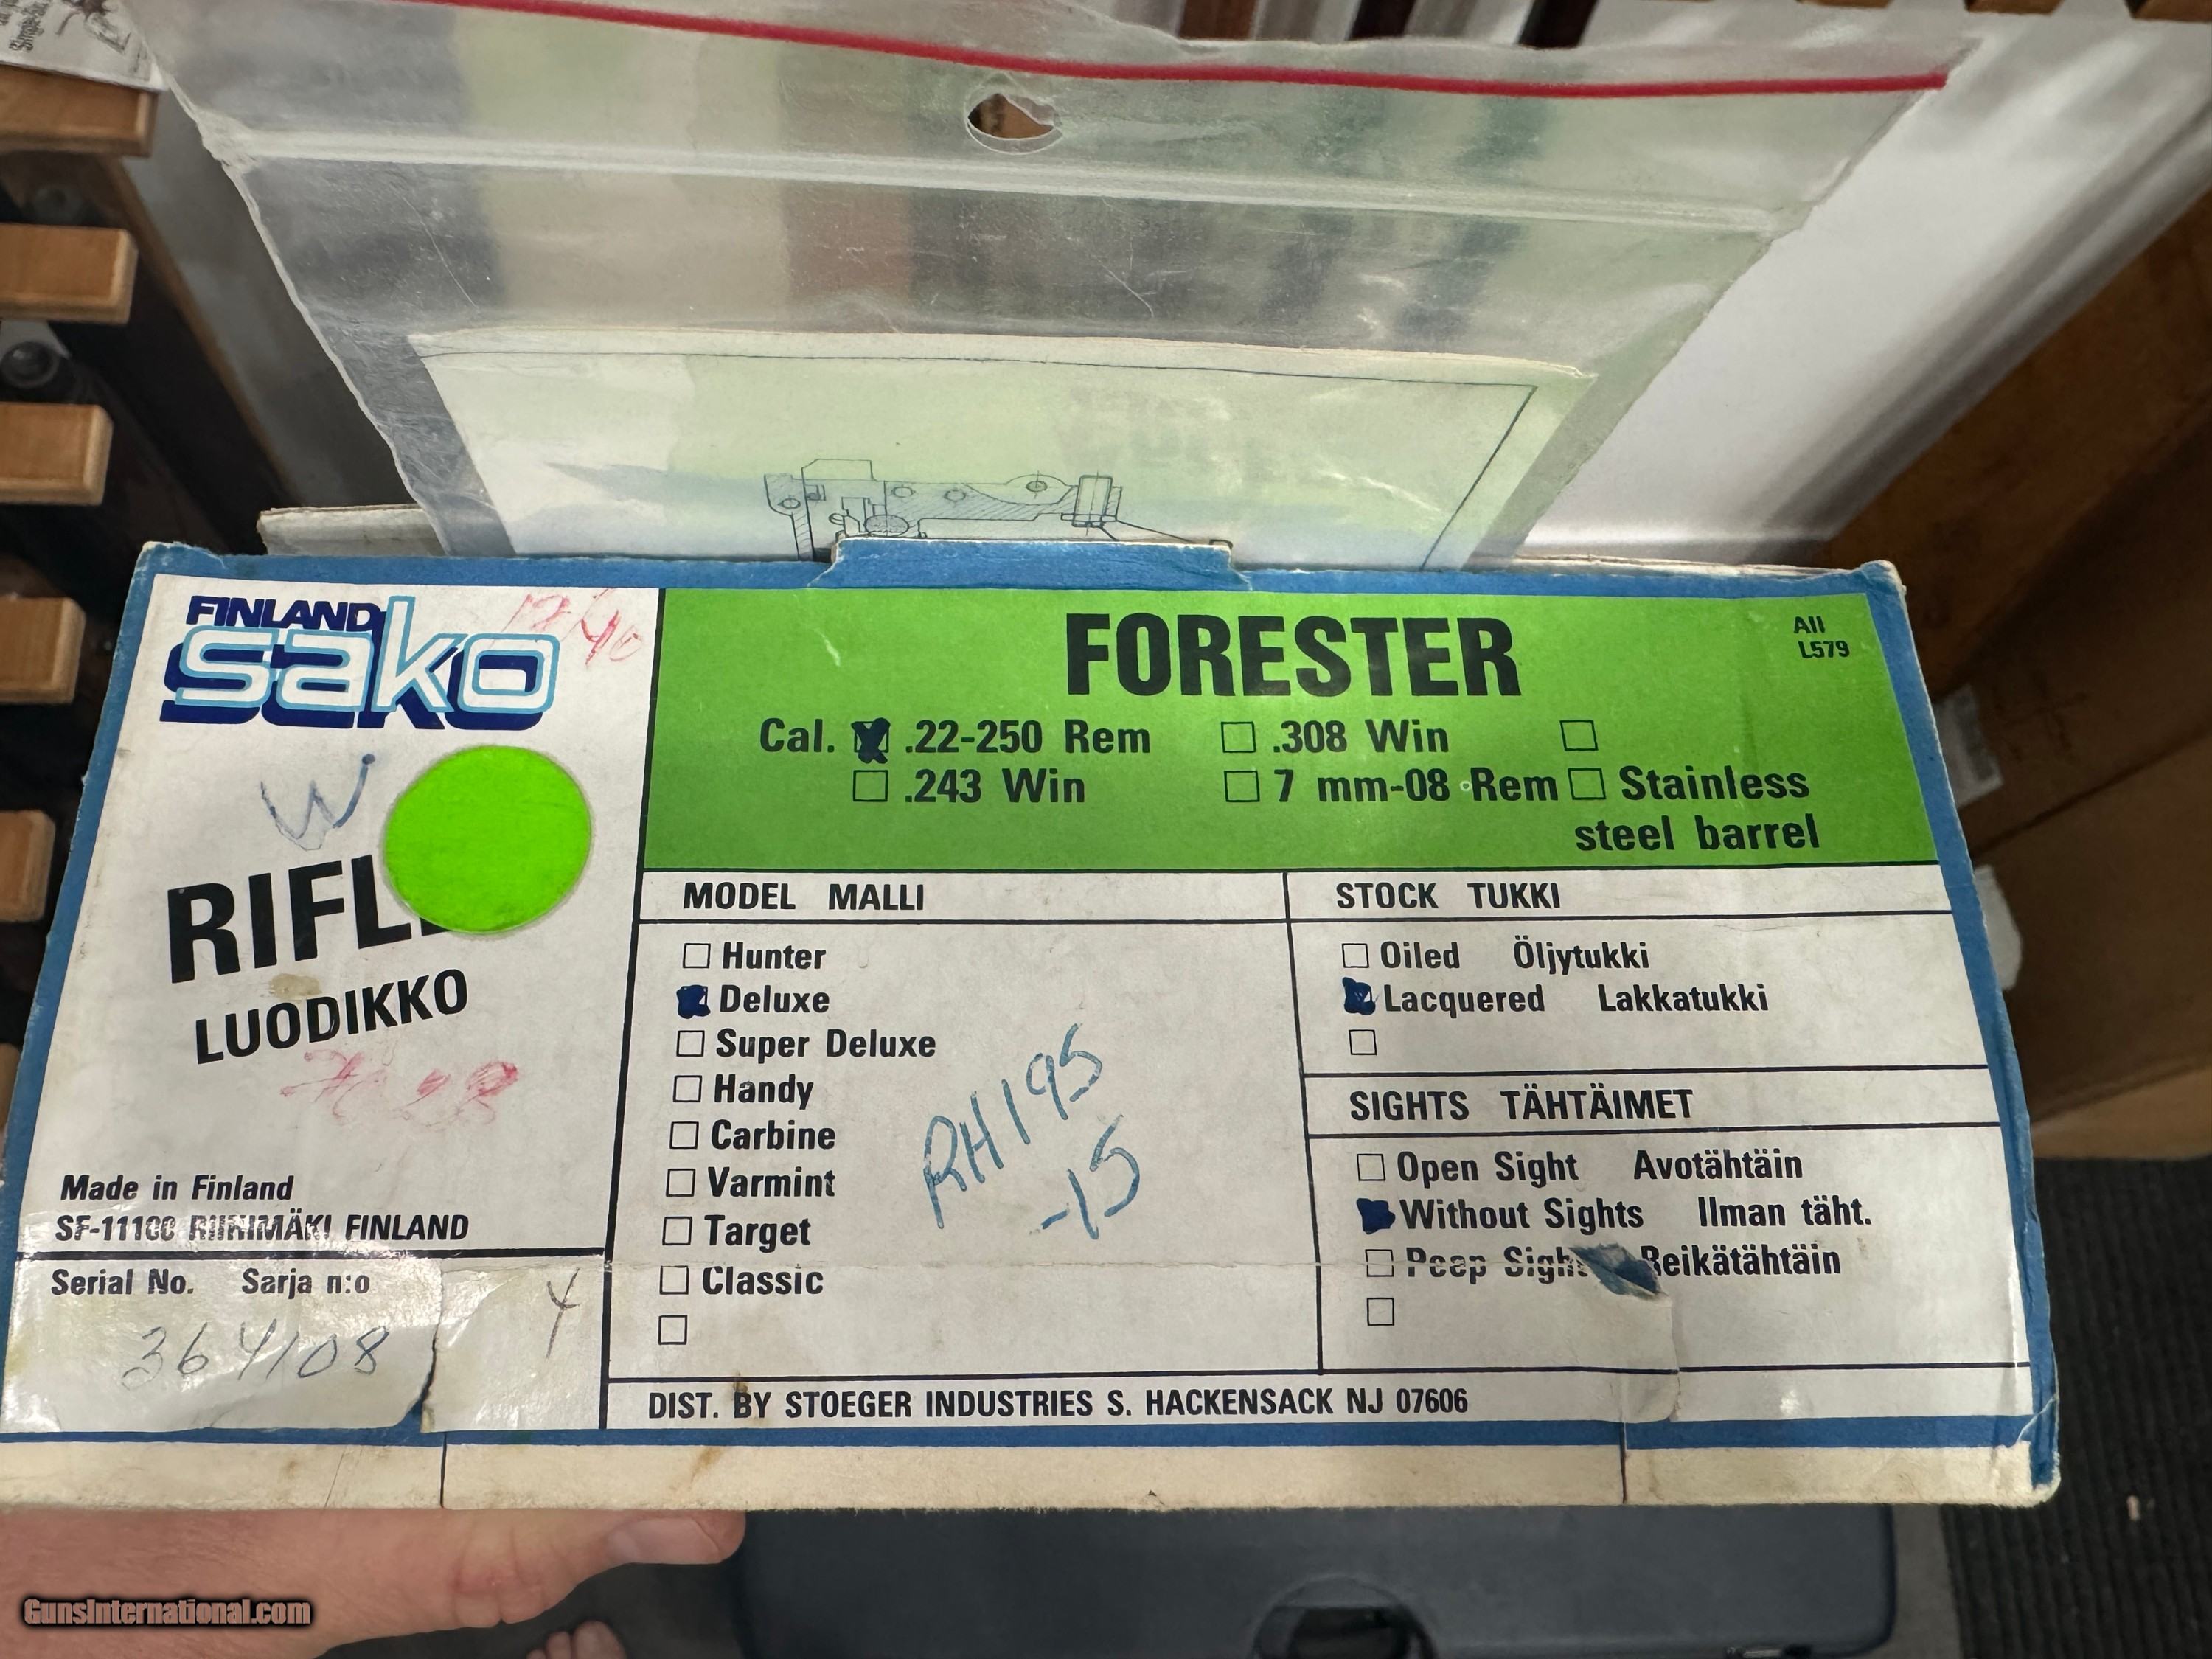 FINLAND
sako
W
RIFLE
LUODIKKO
Made in Finland
SF-11100 RIIHIMÄKI FINLAND
Serial No. Sarja n:o
364108
4
FORESTER
All
L579
Cal. .22-250 Rem .308 Win
.243 Win 7 mm-08 Rem Stainless
steel barrel
MODEL MALLI
Hunter
Deluxe
Super Deluxe
Handy
Carbine
Varmint
Target
Classic
RH195
-15
STOCK TUKKI
Oiled Öljytukki
Lacquered Lakkatukki
SIGHTS TÄHTÄIMET
Open Sight Avotähtäin
Without Sights Ilman täht.
Peep Sight Reikätähtäin
DIST. BY STOEGER INDUSTRIES S. HACKENSACK NJ 07606
GunsInternational.com